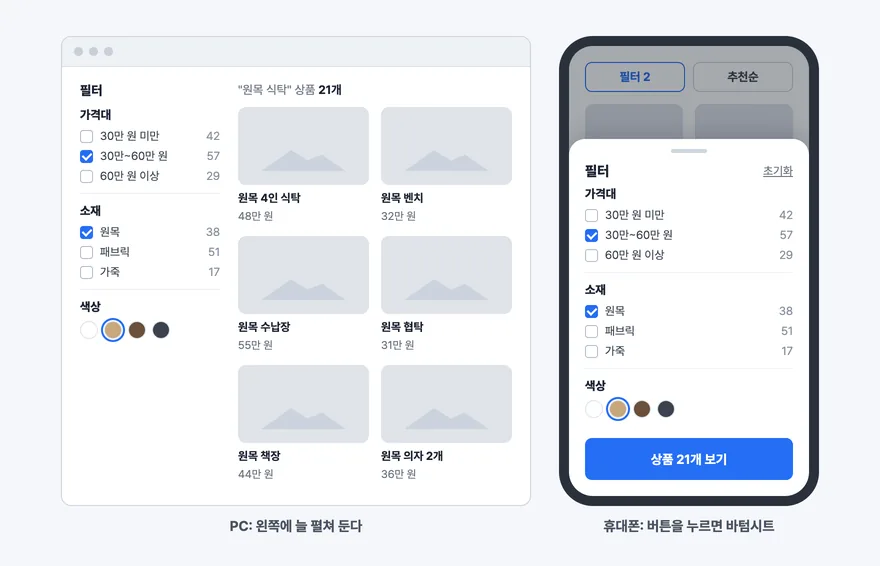 필터
가격대
30만 원 미만 42
30만~60만 원 57
60만 원 이상 29
소재
원목 38
패브릭 51
가죽 17
색상
"원목 식탁" 상품 21개
원목 4인 식탁
48만 원
원목 벤치
32만 원
원목 수납장
55만 원
원목 협탁
31만 원
원목 책장
44만 원
원목 의자 2개
36만 원
PC: 왼쪽에 늘 펼쳐 둔다
필터 2
추천순
필터 초기화
가격대
30만 원 미만 42
30만~60만 원 57
60만 원 이상 29
소재
원목 38
패브릭 51
가죽 17
색상
상품 21개 보기
휴대폰: 버튼을 누르면 바텀시트